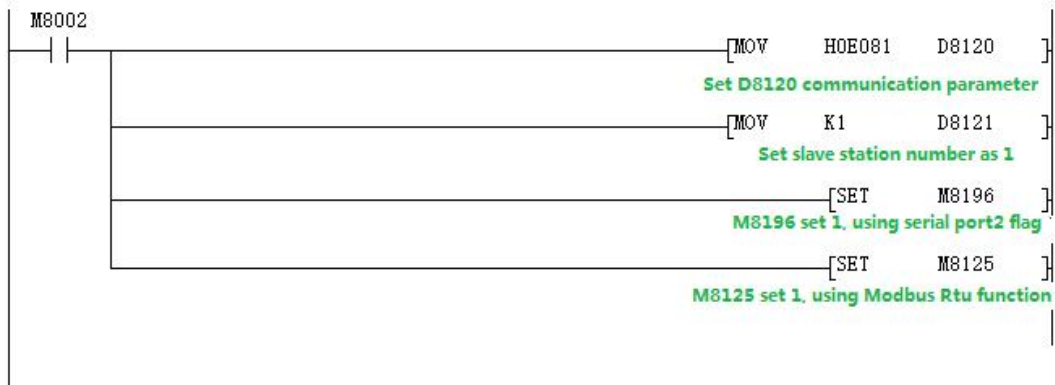 M8002
MOV H0E081 D8120
Set D8120 communication parameter
MOV K1 D8121
Set slave station number as 1
SET M8196
M8196 set 1, using serial port2 flag
SET M8125
M8125 set 1, using Modbus Rtu function